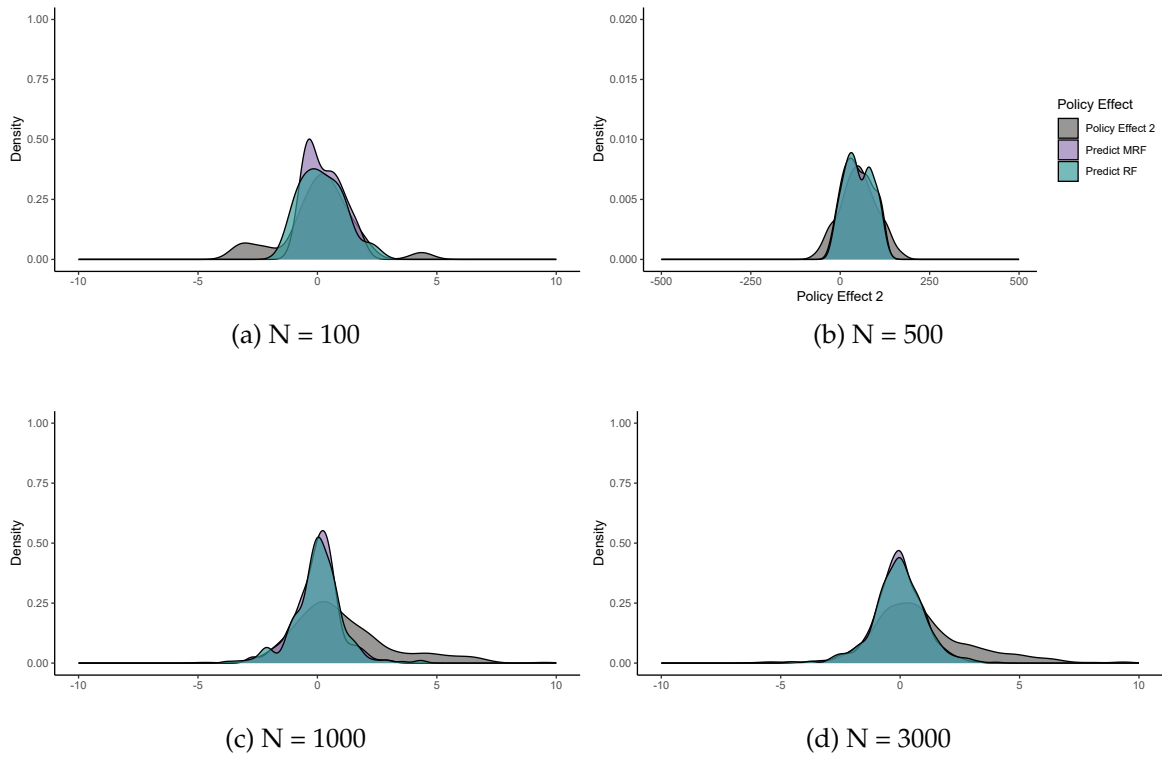 1.00
0.75
0.50
0.25
0.00
Density
-10 -5 0 5 10
(a) N = 100
0.020
0.015
0.010
0.005
0.000
Density
-500 -250 0 250 500
Policy Effect 2
(b) N = 500
Policy Effect
Policy Effect 2
Predict MRF
Predict RF
1.00
0.75
0.50
0.25
0.00
Density
-10 -5 0 5 10
(c) N = 1000
1.00
0.75
0.50
0.25
0.00
Density
-10 -5 0 5 10
(d) N = 3000